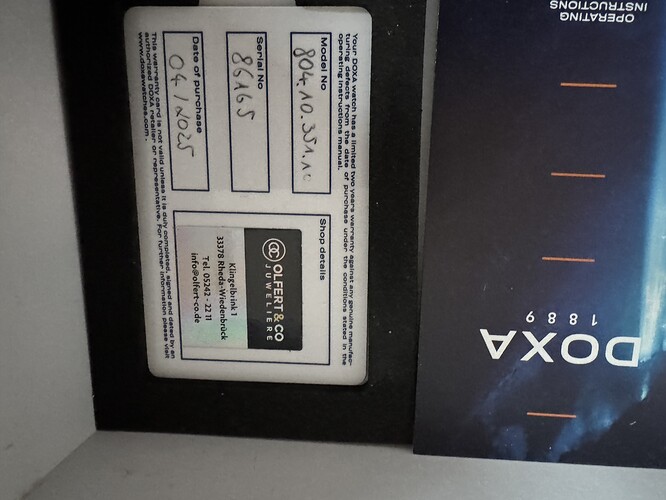 Your DOXA watch has a limited two years warranty against any genuine manufac-
turing defects from the date of purchase under the conditions stated in the
operating instructions manual.
Model No
804.10.351.10
Serial No
86165
Date of purchase
04/2025
Shop details
OLFERT & CO
JUWELIERE
Klingelbrink 1
33378 Rheda-Wiedenbrück
Tel. 05242 - 22 11
info@olfert-co.de
This warranty card is not valid unless it is duly completed, signed and dated by an
authorized DOXA retailer or representative. For further information please visit
www.doxawatches.com.
DOXA
1889
OPERATING
INSTRUCTIONS